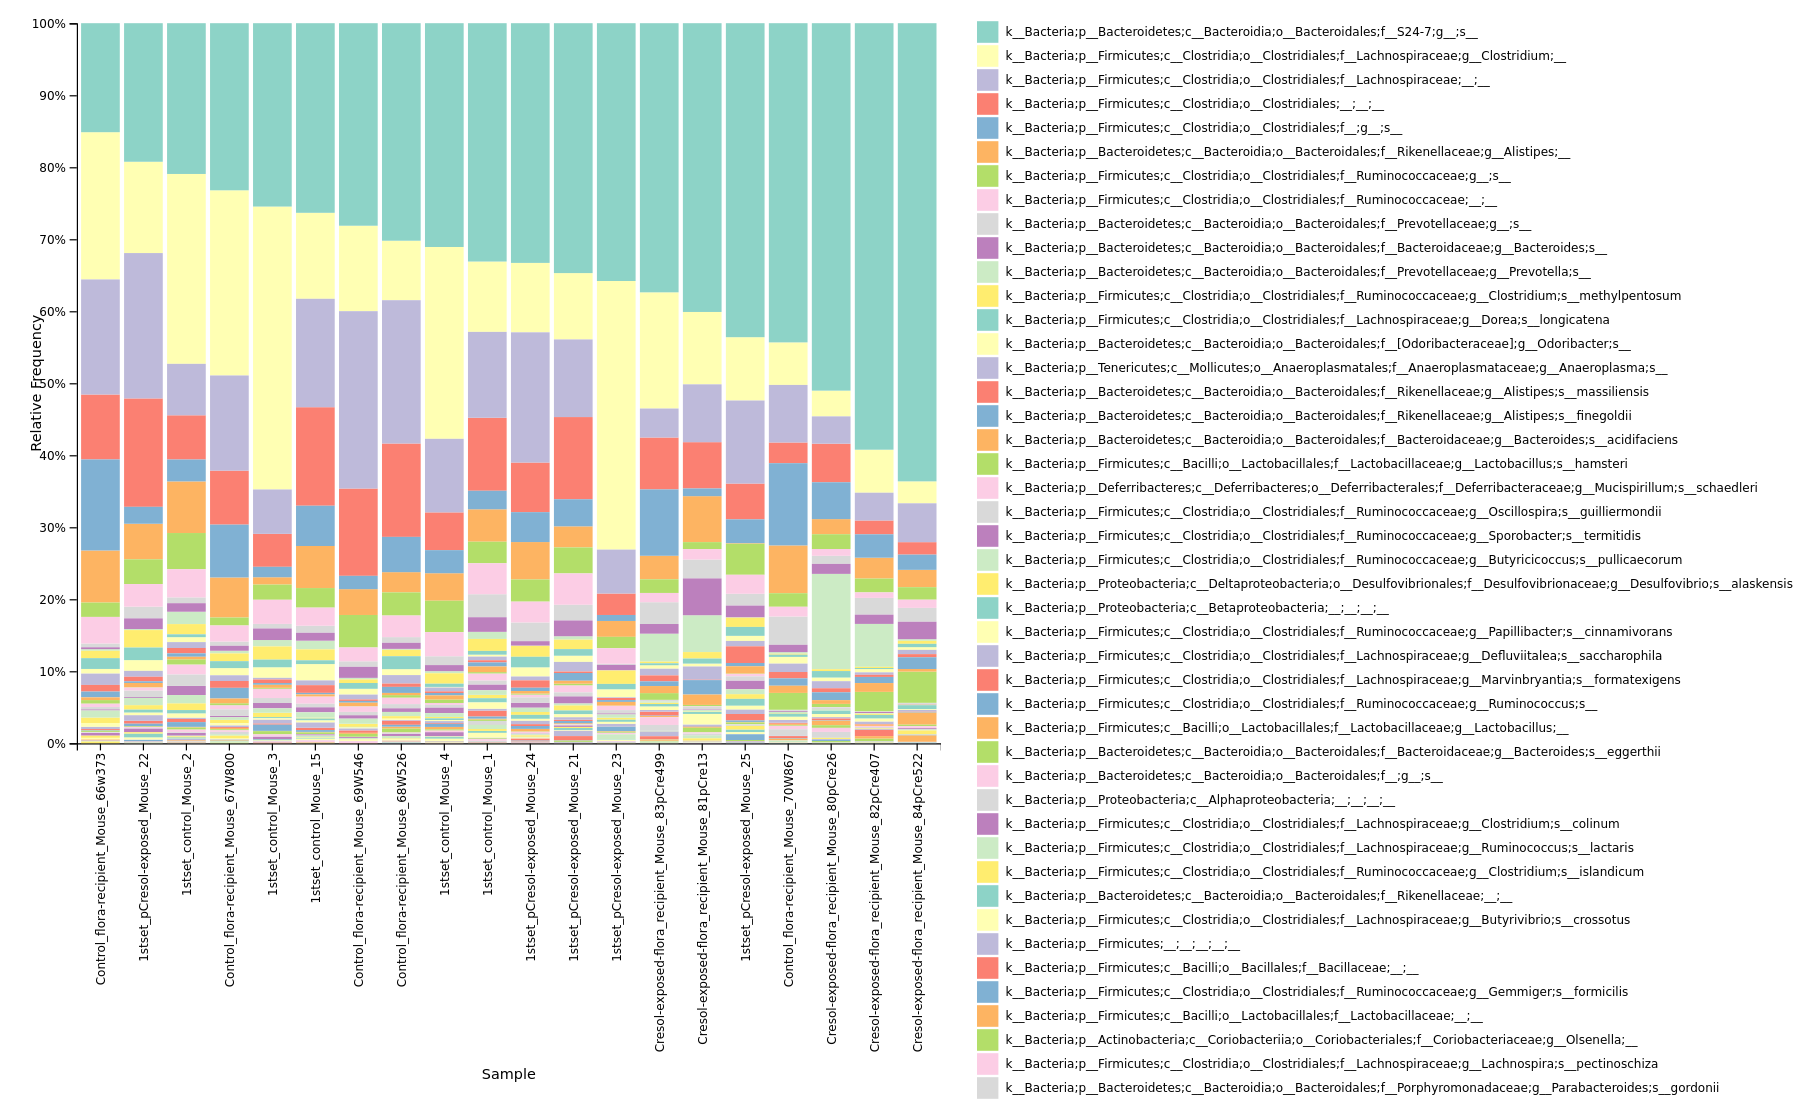 100%
90%
80%
70%
60%
50%
40%
30%
20%
10%
0%
Relative Frequency
Control_flora-recipient_Mouse_66w373
1stset_pCresol-exposed_Mouse_22
1stset_control_Mouse_2
Control_flora-recipient_Mouse_67W800
1stset_control_Mouse_3
1stset_control_Mouse_15
Control_flora-recipient_Mouse_69W546
Control_flora-recipient_Mouse_68W526
1stset_control_Mouse_4
1stset_control_Mouse_1
1stset_pCresol-exposed_Mouse_24
1stset_pCresol-exposed_Mouse_21
1stset_pCresol-exposed_Mouse_23
Cresol-exposed-flora_recipient_Mouse_83pCre499
Cresol-exposed-flora_recipient_Mouse_81pCre13
1stset_pCresol-exposed_Mouse_25
Control_flora-recipient_Mouse_70W867
Cresol-exposed-flora_recipient_Mouse_80pCre26
Cresol-exposed-flora_recipient_Mouse_82pCre407
Cresol-exposed-flora_recipient_Mouse_84pCre522
Sample
k__Bacteria;p__Bacteroidetes;c__Bacteroidia;o__Bacteroidales;f__S24-7;g__;s__
k__Bacteria;p__Firmicutes;c__Clostridia;o__Clostridiales;f__Lachnospiraceae;g__Clostridium;__
k__Bacteria;p__Firmicutes;c__Clostridia;o__Clostridiales;f__Lachnospiraceae;__;__
k__Bacteria;p__Firmicutes;c__Clostridia;o__Clostridiales;__;__;__
k__Bacteria;p__Firmicutes;c__Clostridia;o__Clostridiales;f__;g__;s__
k__Bacteria;p__Bacteroidetes;c__Bacteroidia;o__Bacteroidales;f__Rikenellaceae;g__Alistipes;__
k__Bacteria;p__Firmicutes;c__Clostridia;o__Clostridiales;f__Ruminococcaceae;g__;s__
k__Bacteria;p__Firmicutes;c__Clostridia;o__Clostridiales;f__Ruminococcaceae;__;__
k__Bacteria;p__Bacteroidetes;c__Bacteroidia;o__Bacteroidales;f__Prevotellaceae;g__;s__
k__Bacteria;p__Bacteroidetes;c__Bacteroidia;o__Bacteroidales;f__Bacteroidaceae;g__Bacteroides;s__
k__Bacteria;p__Bacteroidetes;c__Bacteroidia;o__Bacteroidales;f__Prevotellaceae;g__Prevotella;s__
k__Bacteria;p__Firmicutes;c__Clostridia;o__Clostridiales;f__Ruminococcaceae;g__Clostridium;s__methylpentosum
k__Bacteria;p__Firmicutes;c__Clostridia;o__Clostridiales;f__Lachnospiraceae;g__Dorea;s__longicatena
k__Bacteria;p__Bacteroidetes;c__Bacteroidia;o__Bacteroidales;f__[Odoribacteraceae];g__Odoribacter;s__
k__Bacteria;p__Tenericutes;c__Mollicutes;o__Anaeroplasmatales;f__Anaeroplasmataceae;g__Anaeroplasma;s__
k__Bacteria;p__Bacteroidetes;c__Bacteroidia;o__Bacteroidales;f__Rikenellaceae;g__Alistipes;s__massiliensis
k__Bacteria;p__Bacteroidetes;c__Bacteroidia;o__Bacteroidales;f__Rikenellaceae;g__Alistipes;s__finegoldii
k__Bacteria;p__Bacteroidetes;c__Bacteroidia;o__Bacteroidales;f__Bacteroidaceae;g__Bacteroides;s__acidifaciens
k__Bacteria;p__Firmicutes;c__Bacilli;o__Lactobacillales;f__Lactobacillaceae;g__Lactobacillus;s__hamsteri
k__Bacteria;p__Deferribacteres;c__Deferribacteres;o__Deferribacterales;f__Deferribacteraceae;g__Mucispirillum;s__schaedleri
k__Bacteria;p__Firmicutes;c__Clostridia;o__Clostridiales;f__Ruminococcaceae;g__Oscillospira;s__guilliermondii
k__Bacteria;p__Firmicutes;c__Clostridia;o__Clostridiales;f__Ruminococcaceae;g__Sporobacter;s__termitidis
k__Bacteria;p__Firmicutes;c__Clostridia;o__Clostridiales;f__Ruminococcaceae;g__Butyricicoccus;s__pullicaecorum
k__Bacteria;p__Proteobacteria;c__Deltaproteobacteria;o__Desulfovibrionales;f__Desulfovibrionaceae;g__Desulfovibrio;s__alaskensis
k__Bacteria;p__Proteobacteria;c__Betaproteobacteria;__;__;__;__
k__Bacteria;p__Firmicutes;c__Clostridia;o__Clostridiales;f__Ruminococcaceae;g__Papillibacter;s__cinnamivorans
k__Bacteria;p__Firmicutes;c__Clostridia;o__Clostridiales;f__Lachnospiraceae;g__Defluviitalea;s__saccharophila
k__Bacteria;p__Firmicutes;c__Clostridia;o__Clostridiales;f__Lachnospiraceae;g__Marvinbryantia;s__formatexigens
k__Bacteria;p__Firmicutes;c__Clostridia;o__Clostridiales;f__Ruminococcaceae;g__Ruminococcus;s__
k__Bacteria;p__Firmicutes;c__Bacilli;o__Lactobacillales;f__Lactobacillaceae;g__Lactobacillus;__
k__Bacteria;p__Bacteroidetes;c__Bacteroidia;o__Bacteroidales;f__Bacteroidaceae;g__Bacteroides;s__eggerthii
k__Bacteria;p__Bacteroidetes;c__Bacteroidia;o__Bacteroidales;f__;g__;s__
k__Bacteria;p__Proteobacteria;c__Alphaproteobacteria;__;__;__;__
k__Bacteria;p__Firmicutes;c__Clostridia;o__Clostridiales;f__Lachnospiraceae;g__Clostridium;s__colinum
k__Bacteria;p__Firmicutes;c__Clostridia;o__Clostridiales;f__Lachnospiraceae;g__Ruminococcus;s__lactaris
k__Bacteria;p__Firmicutes;c__Clostridia;o__Clostridiales;f__Ruminococcaceae;g__Clostridium;s__islandicum
k__Bacteria;p__Bacteroidetes;c__Bacteroidia;o__Bacteroidales;f__Rikenellaceae;__;__
k__Bacteria;p__Firmicutes;c__Clostridia;o__Clostridiales;f__Lachnospiraceae;g__Butyrivibrio;s__crossotus
k__Bacteria;p__Firmicutes;__;__;__;__;__
k__Bacteria;p__Firmicutes;c__Bacilli;o__Bacillales;f__Bacillaceae;__;__
k__Bacteria;p__Firmicutes;c__Clostridia;o__Clostridiales;f__Ruminococcaceae;g__Gemmiger;s__formicilis
k__Bacteria;p__Firmicutes;c__Bacilli;o__Lactobacillales;f__Lactobacillaceae;__;__
k__Bacteria;p__Actinobacteria;c__Coriobacteriia;o__Coriobacteriales;f__Coriobacteriaceae;g__Olsenella;__
k__Bacteria;p__Firmicutes;c__Clostridia;o__Clostridiales;f__Lachnospiraceae;g__Lachnospira;s__pectinoschiza
k__Bacteria;p__Bacteroidetes;c__Bacteroidia;o__Bacteroidales;f__Porphyromonadaceae;g__Parabacteroides;s__gordonii